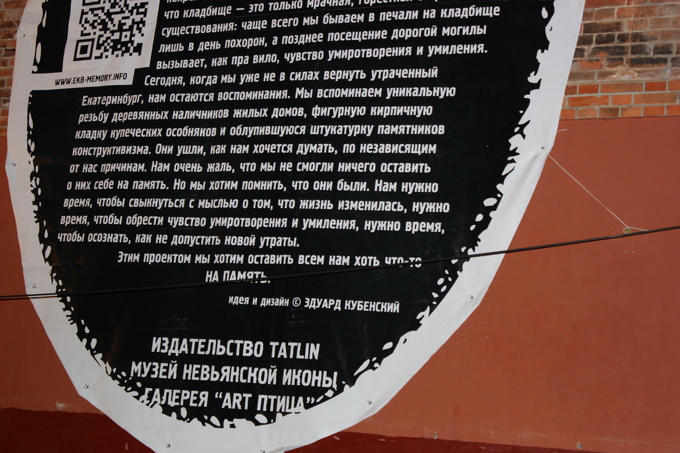 что кладбище — это только мрачная,
существования: чаще всего мы бываем в печали на кладбище
лишь в день похорон, а позднее посещение дорогой могилы
вызывает, как пра вило, чувство умиротворения и умиления.
WWW.EKB-MEMORY.INFO
Сегодня, когда мы уже не в силах вернуть утраченный
Екатеринбург, нам остаются воспоминания. Мы вспоминаем уникальную
резьбу деревянных наличников жилых домов, фигурную кирпичную
кладку купеческих особняков и облупившуюся штукатурку памятников
конструктивизма. Они ушли, как нам хочется думать, по независящим
от нас причинам. Нам очень жаль, что мы не смогли ничего оставить
о них себе на память. Но мы хотим помнить, что они были. Нам нужно
время, чтобы свыкнуться с мыслью о том, что жизнь изменилась, нужно
время, чтобы обрести чувство умиротворения и умиления, нужно время,
чтобы осознать, как не допустить новой утраты.
Этим проектом мы хотим оставить всем нам хоть что-то
НА ПАМЯТЬ.
идея и дизайн © ЭДУАРД КУБЕНСКИЙ
ИЗДАТЕЛЬСТВО TATLIN
МУЗЕЙ НЕВЬЯНСКОЙ ИКОНЫ
ГАЛЕРЕЯ "ART ПТИЦА"